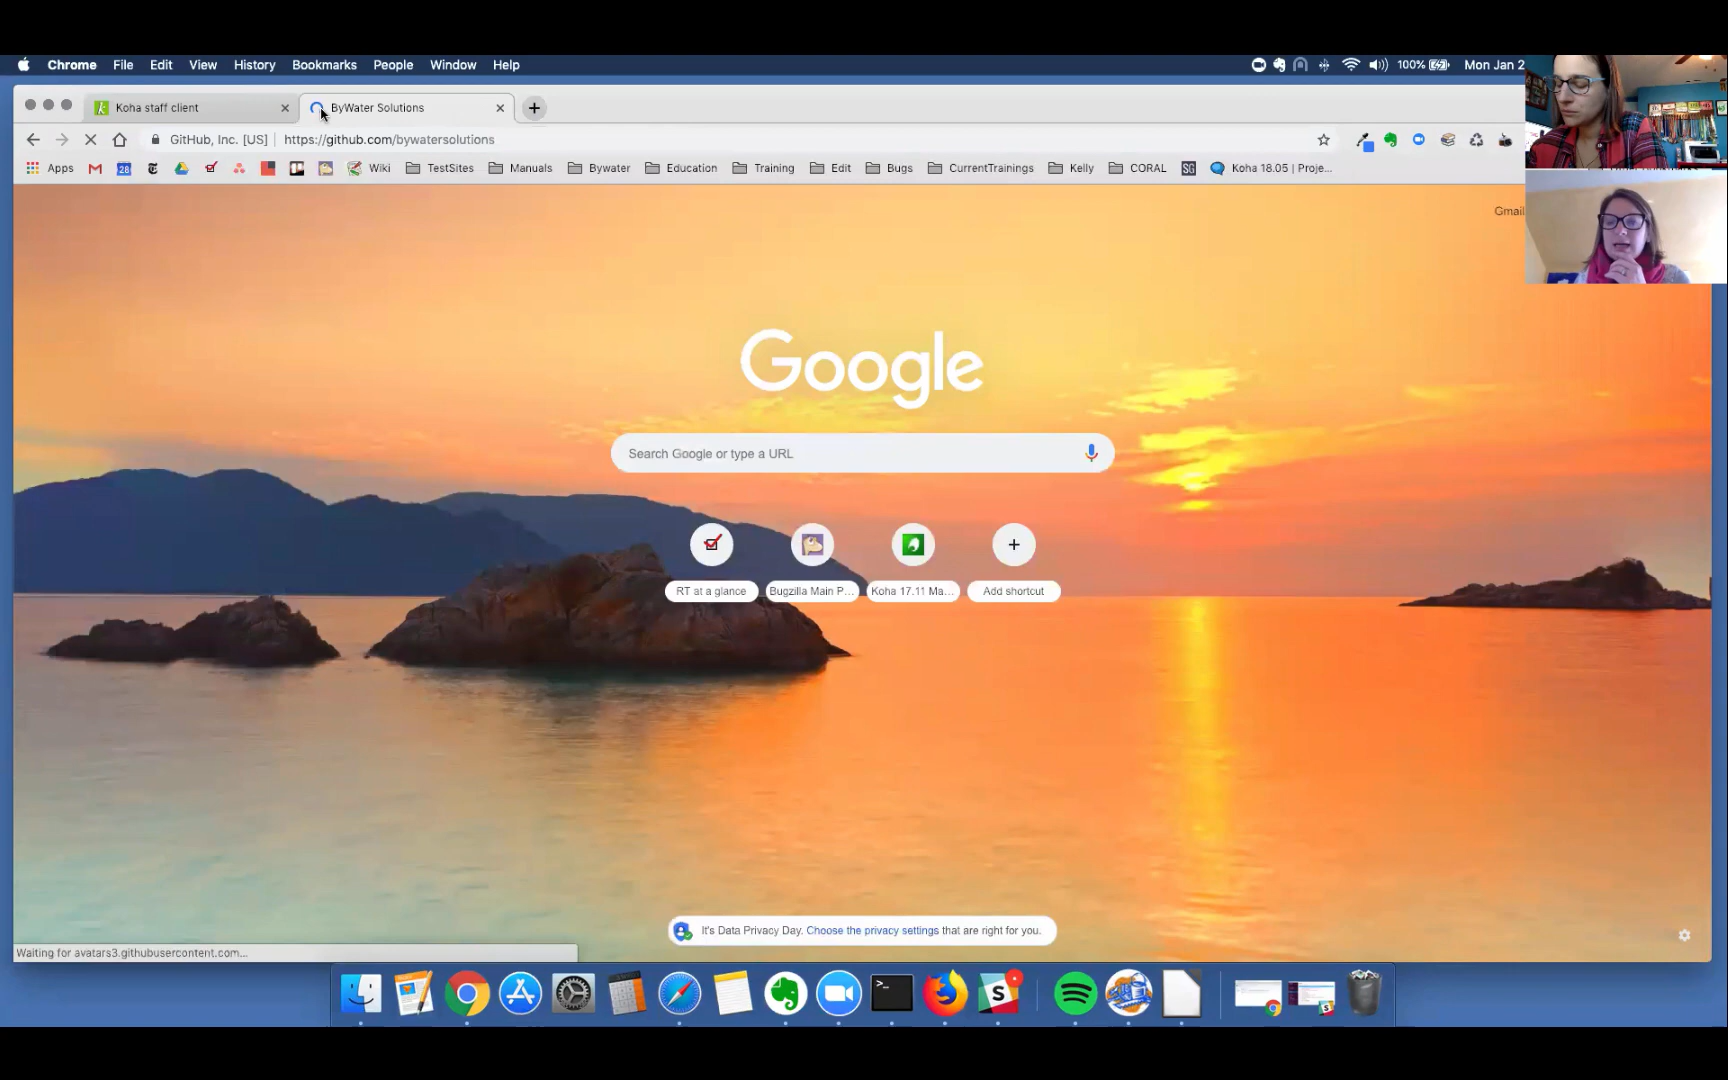 Chrome File Edit View History Bookmarks People Window Help 100% Mon Jan 2
Koha staff client ByWater Solutions
GitHub, Inc. [US] https://github.com/bywatersolutions
Apps 28 Wiki TestSites Manuals Bywater Education Training Edit Bugs CurrentTrainings Kelly CORAL SG Koha 18.05 | Proje...
Gmail
Google
Search Google or type a URL
RT at a glance Bugzilla Main P... Koha 17.11 Ma... Add shortcut
It's Data Privacy Day. Choose the privacy settings that are right for you.
Waiting for avatars3.githubusercontent.com...